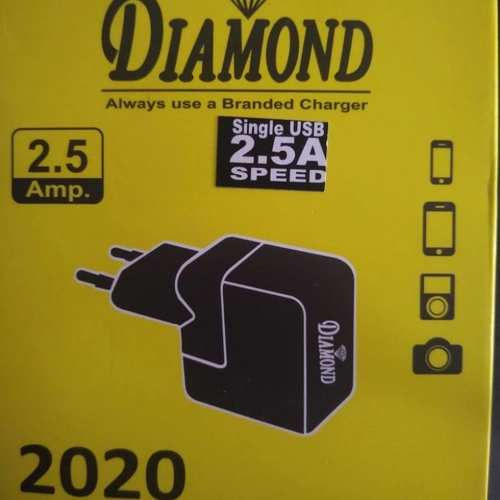 DIAMOND
Always use a Branded Charger
Single USB
2.5A
SPEED
2.5
Amp.
DIAMOND
2020